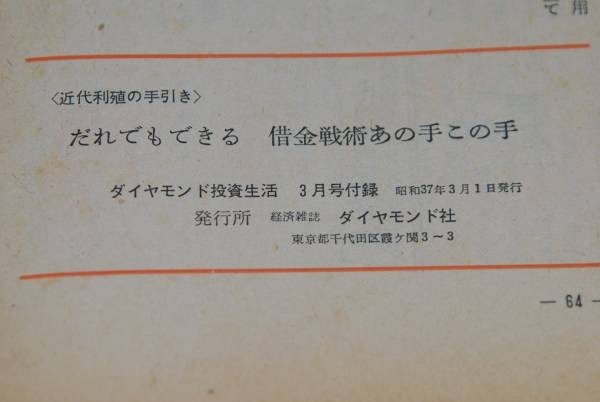 て用
〈近代利殖の手引き〉
だれでもできる 借金戦術あの手この手
ダイヤモンド投資生活 3月号付録 昭和37年3月1日発行
発行所 経済雑誌 ダイヤモンド社
東京都千代田区霞ケ関3~3
— 64 —